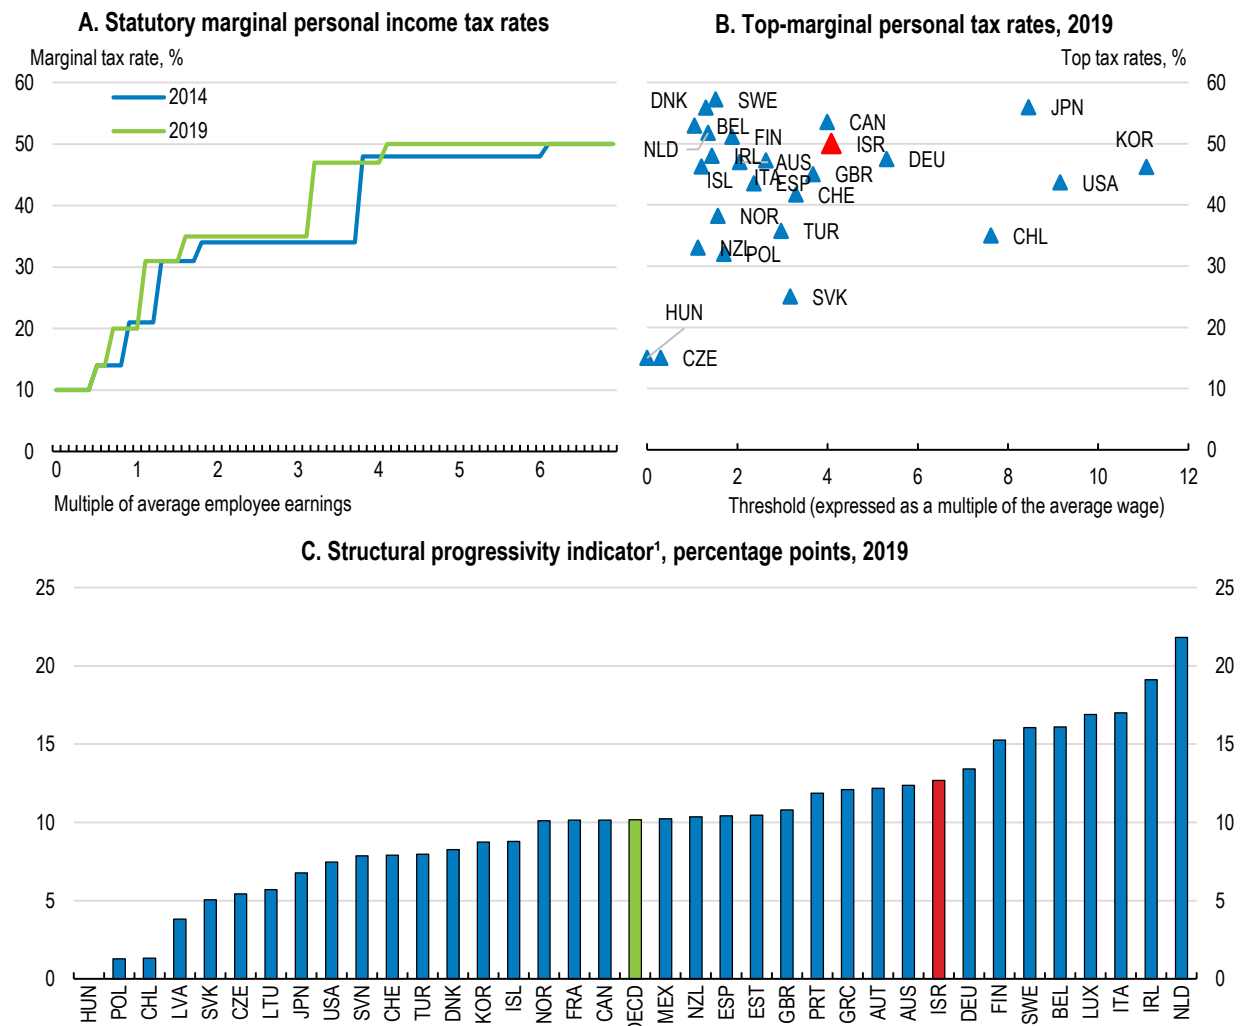 A. Statutory marginal personal income tax rates
Marginal tax rate, %
60
50
40
30
20
10
0
2014
2019
0 1 2 3 4 5 6
Multiple of average employee earnings
B. Top-marginal personal tax rates, 2019
Top tax rates, %
60
50
40
30
20
10
0
DNK SWE JPN
BEL CAN KOR
FIN ISR
NLD IRL AUS DEU
ISL ITA ESP GBR USA
CHE
NOR TUR CHL
NZL POL
SVK
HUN
CZE
0 2 4 6 8 10 12
Threshold (expressed as a multiple of the average wage)
C. Structural progressivity indicator¹, percentage points, 2019
25 25
20 20
15 15
10 10
5 5
0 0
HUN POL CHL LVA SVK CZE LTU JPN USA SVN CHE TUR DNK KOR ISL NOR FRA CAN OECD MEX NZL ESP EST GBR PRT GRC AUT AUS ISR DEU FIN SWE BEL LUX ITA IRL NLD